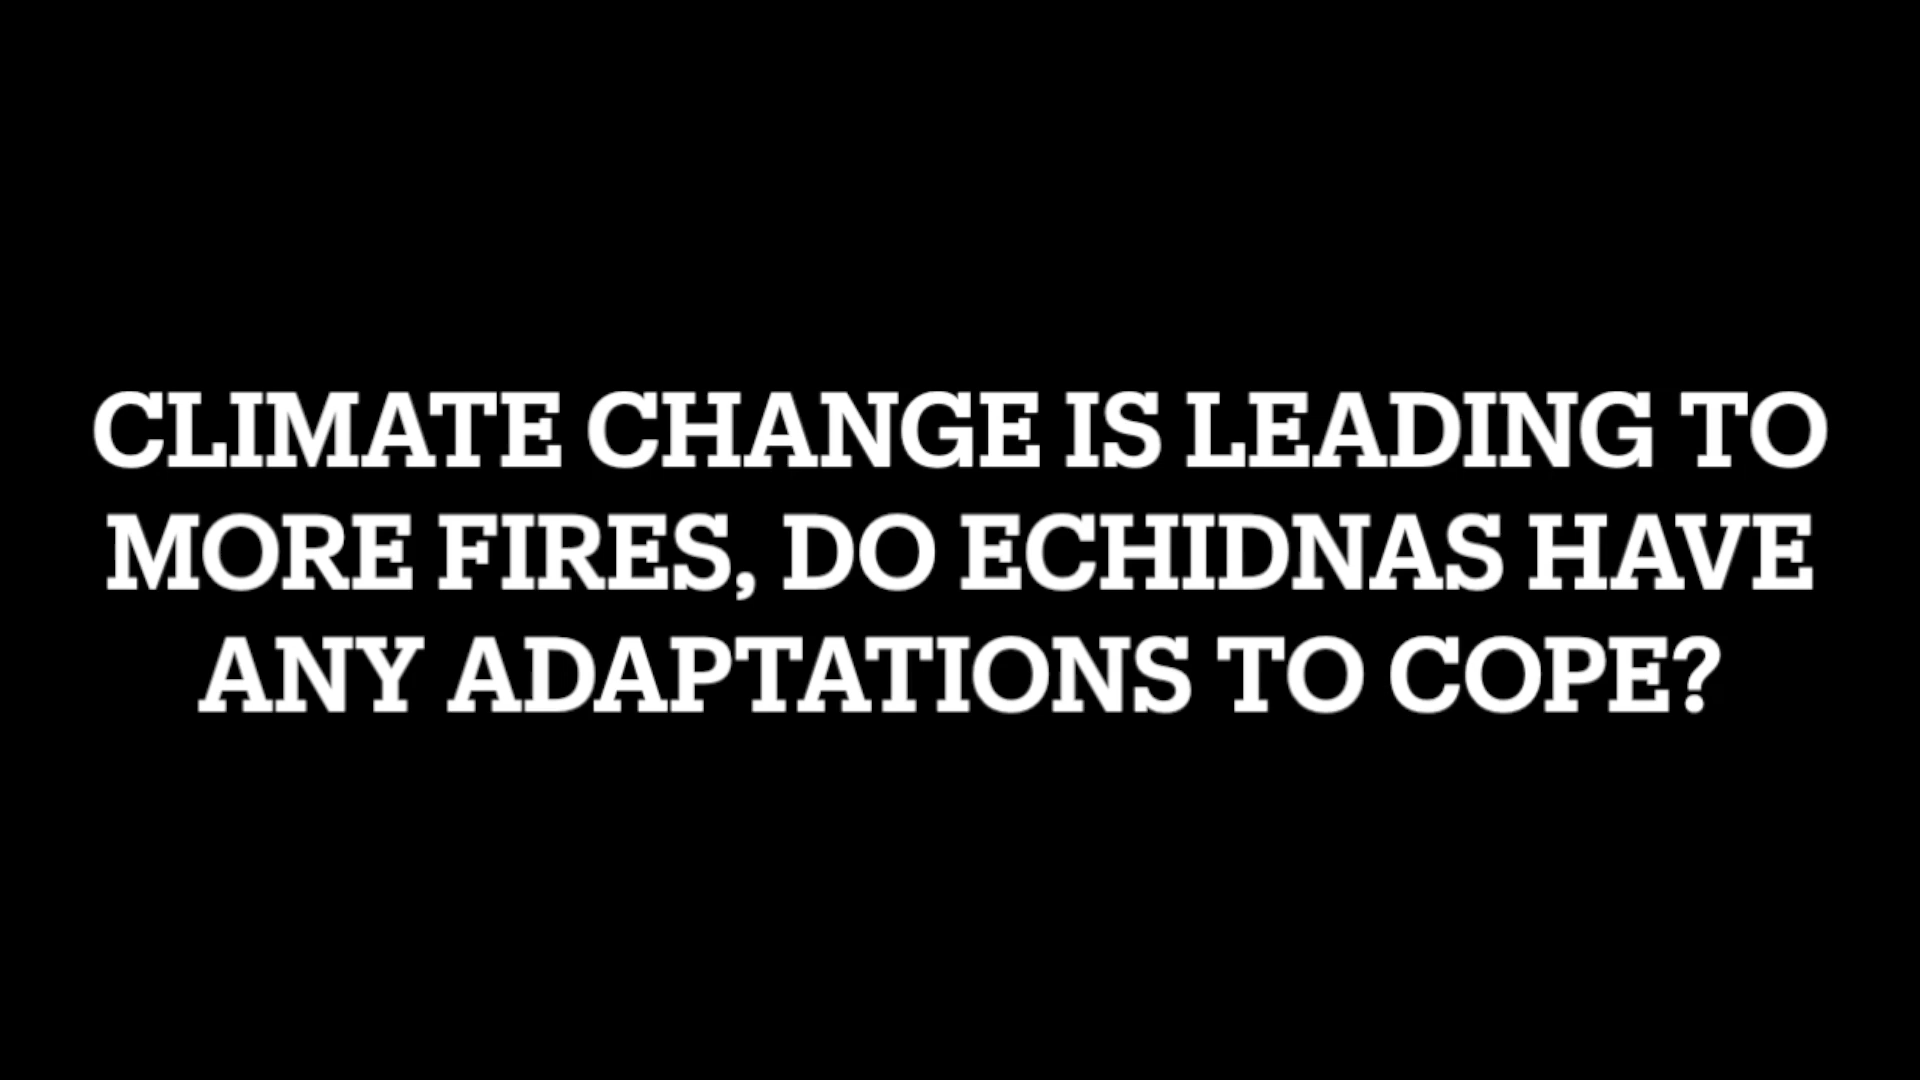 CLIMATE CHANGE IS LEADING TO
MORE FIRES, DO ECHIDNAS HAVE
ANY ADAPTATIONS TO COPE?